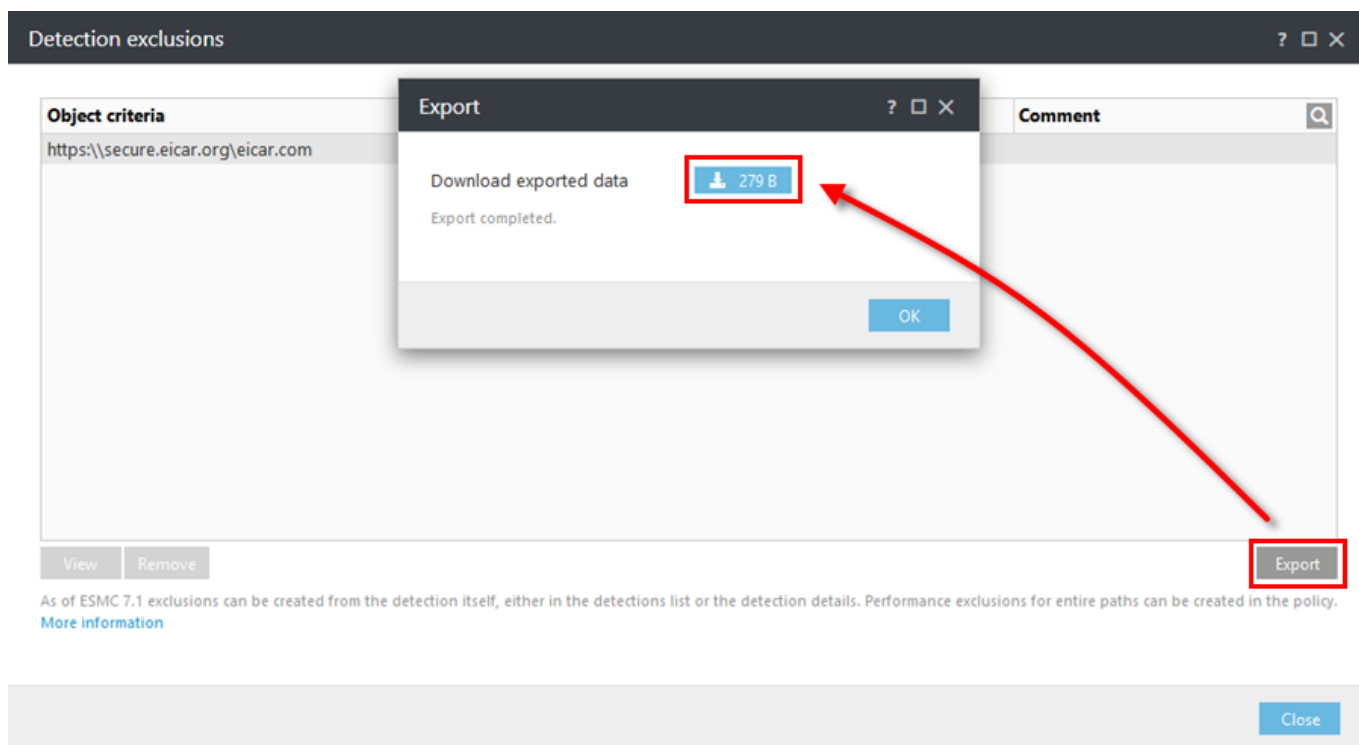 Detection exclusions
Export
Object criteria
Comment
https:\\secure.eicar.org\eicar.com
Download exported data
279 B
Export completed.
OK
View
Remove
Export
As of ESMC 7.1 exclusions can be created from the detection itself, either in the detections list or the detection details. Performance exclusions for entire paths can be created in the policy.
More information
Close